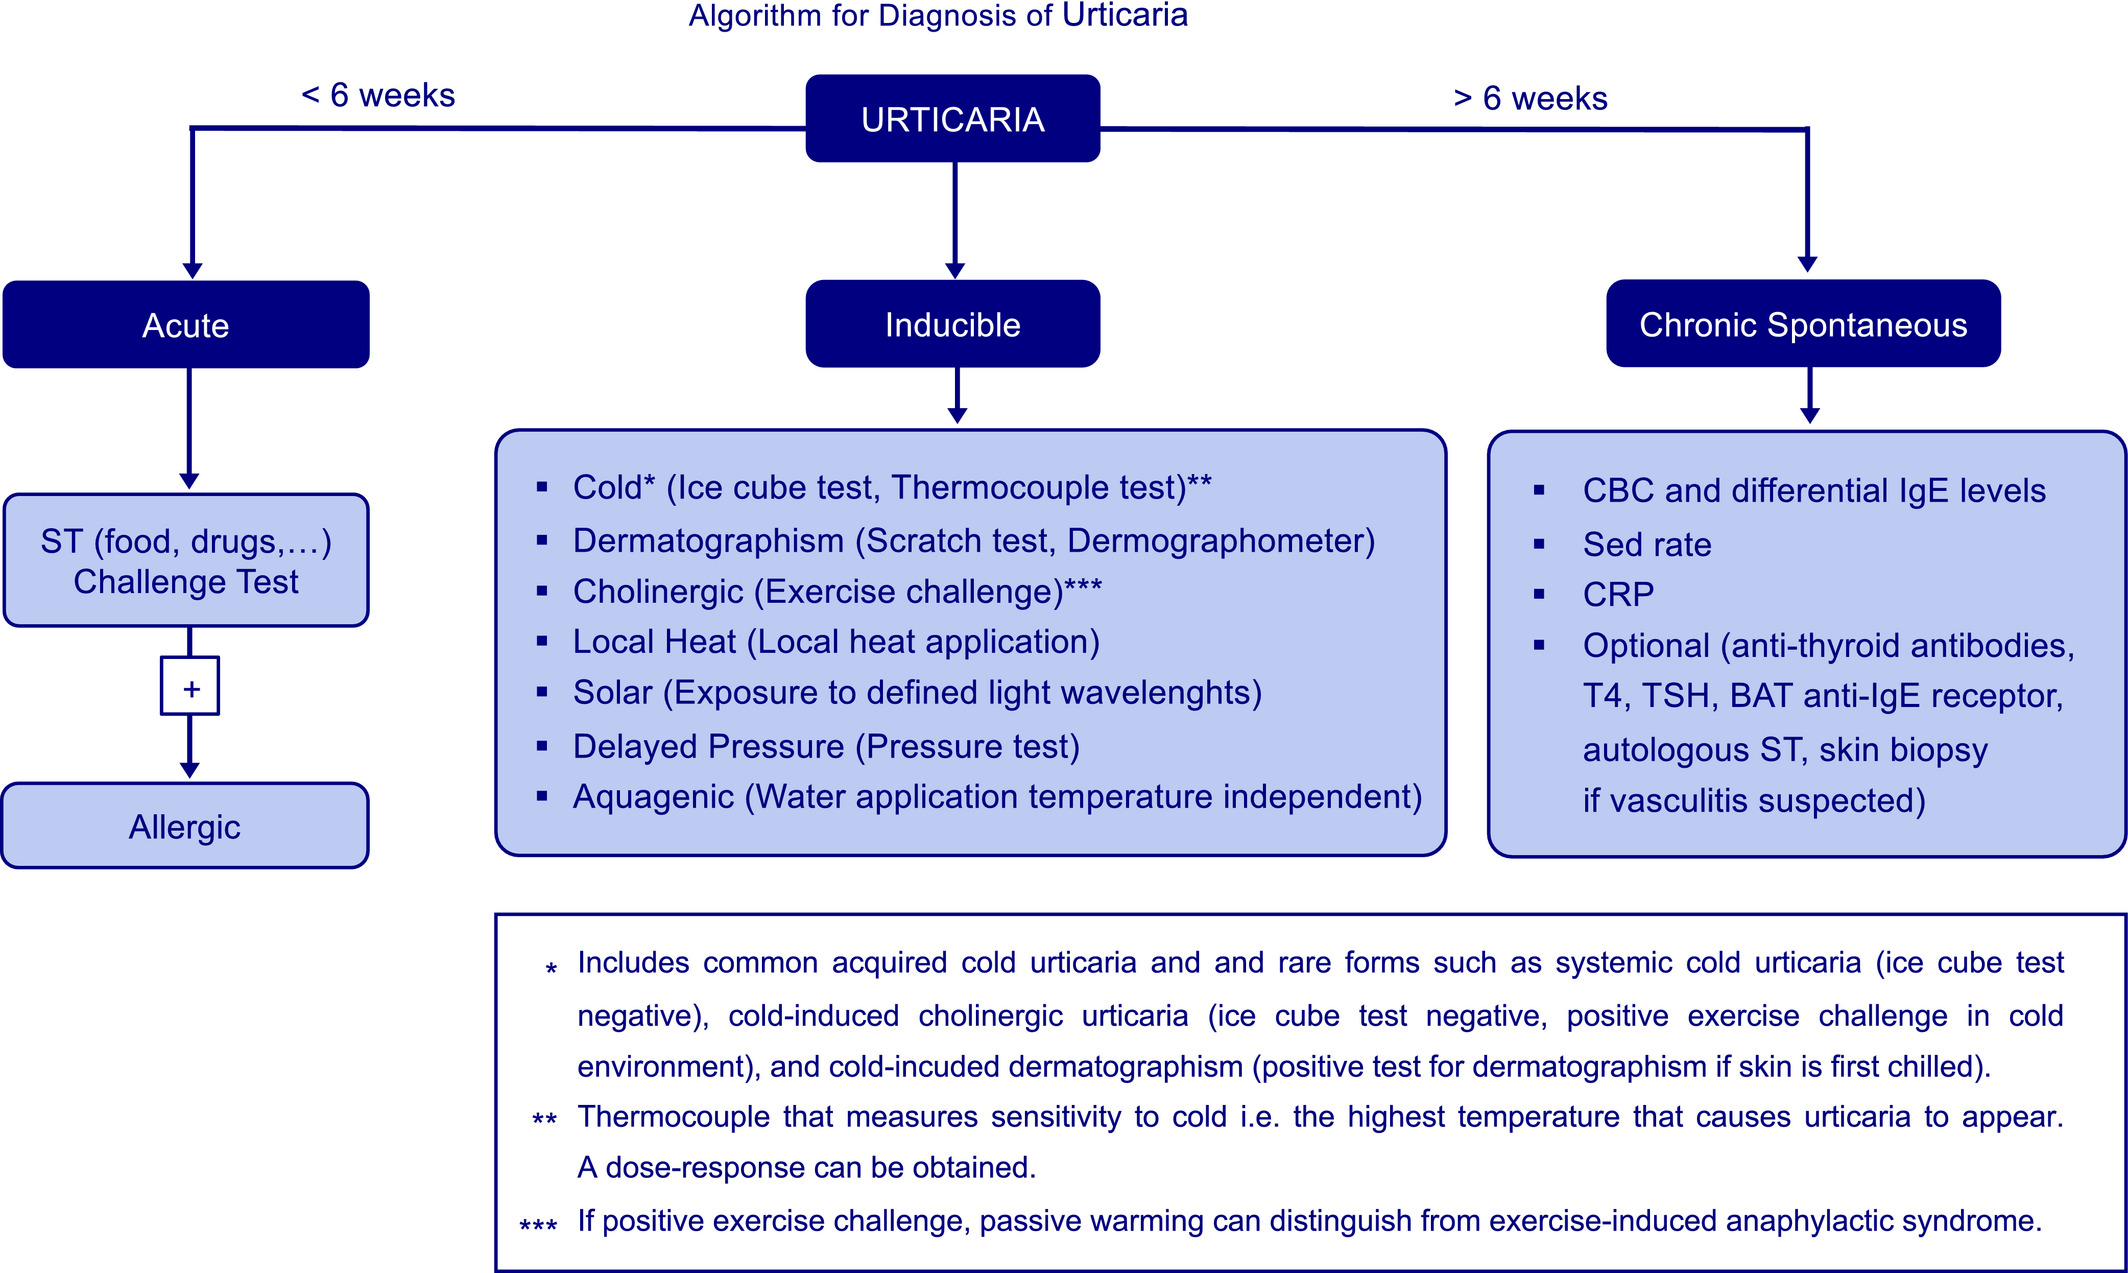 Algorithm for Diagnosis of Urticaria
< 6 weeks
URTICARIA
> 6 weeks
Acute
Inducible
Chronic Spontaneous
ST (food, drugs,…)
Challenge Test
+
Allergic
▪ Cold* (Ice cube test, Thermocouple test)**
▪ Dermatographism (Scratch test, Dermographometer)
▪ Cholinergic (Exercise challenge)***
▪ Local Heat (Local heat application)
▪ Solar (Exposure to defined light wavelenghts)
▪ Delayed Pressure (Pressure test)
▪ Aquagenic (Water application temperature independent)
▪ CBC and differential IgE levels
▪ Sed rate
▪ CRP
▪ Optional (anti-thyroid antibodies,
T4, TSH, BAT anti-IgE receptor,
autologous ST, skin biopsy
if vasculitis suspected)
* Includes common acquired cold urticaria and and rare forms such as systemic cold urticaria (ice cube test
negative), cold-induced cholinergic urticaria (ice cube test negative, positive exercise challenge in cold
environment), and cold-incuded dermatographism (positive test for dermatographism if skin is first chilled).
** Thermocouple that measures sensitivity to cold i.e. the highest temperature that causes urticaria to appear.
A dose-response can be obtained.
*** If positive exercise challenge, passive warming can distinguish from exercise-induced anaphylactic syndrome.